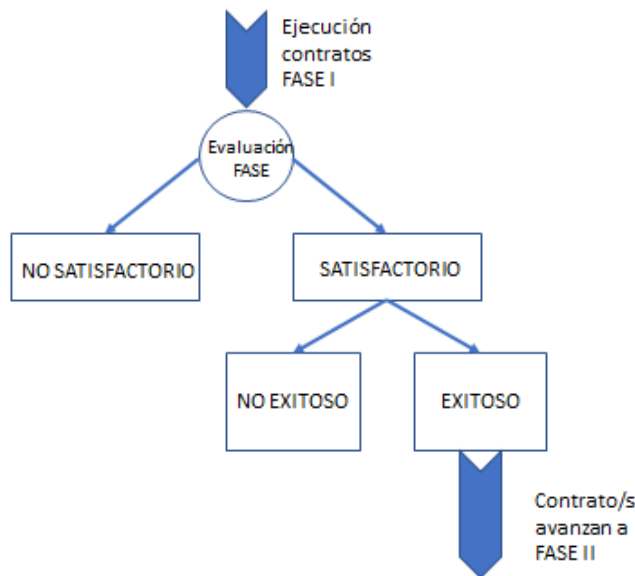 Ejecución
contratos
FASE I
Evaluación
FASE
NO SATISFACTORIO
SATISFACTORIO
NO EXITOSO
EXITOSO
Contrato/s
avanzan a
FASE II